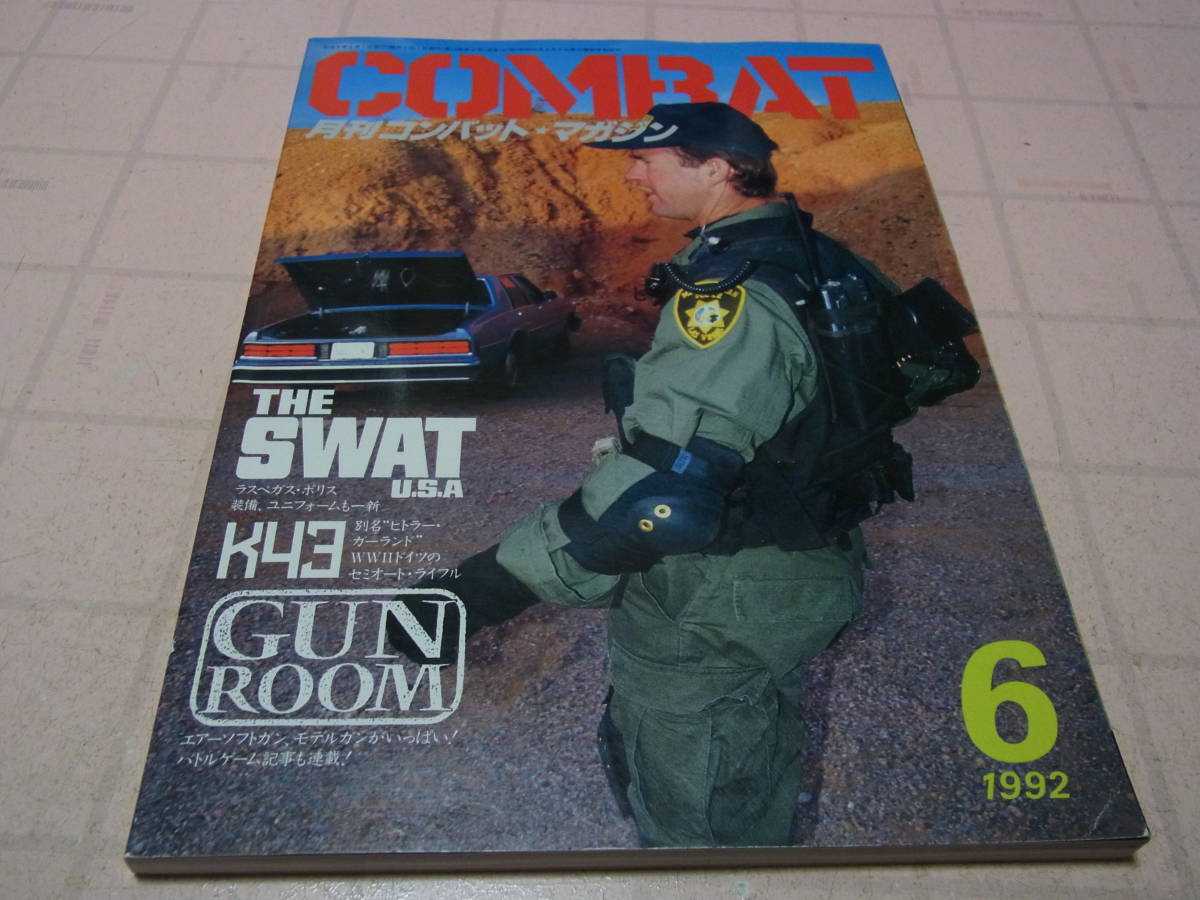 COMBAT
月刊コンバット★マガジン
THE
SWAT
U.S.A
ラスベガス・ポリス
装備、ユニフォームも一新
K43
別名“ヒトラー・
ガーランド”
WWIIドイツの
セミオート・ライフル
GUN
ROOM
エアーソフトガン、モデルガンがいっぱい!
バトルゲーム記事も連載!
6
1992